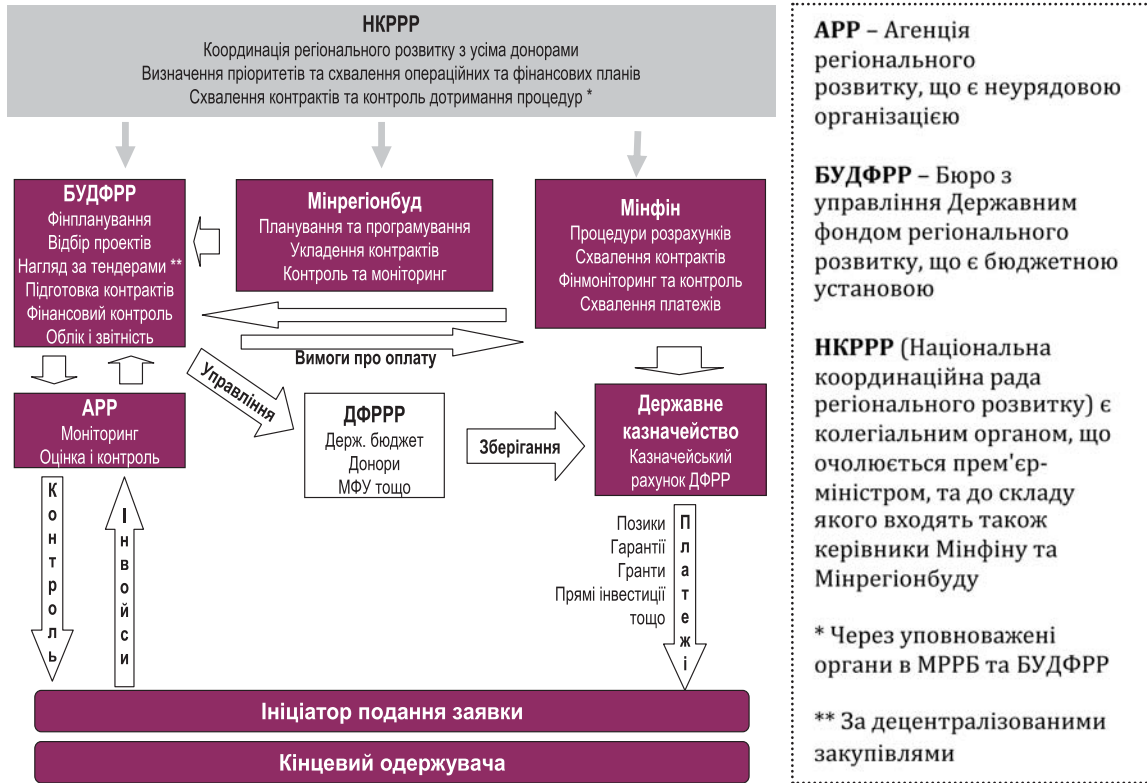 НКРРР
Координація регіонального розвитку з усіма донорами
Визначення пріоритетів та схвалення операційних та фінансових планів
Схвалення контрактів та контроль дотримання процедур *
БУДФРР
Фінпланування
Відбір проектів
Нагляд за тендерами **
Підготовка контрактів
Фінансовий контроль
Облік і звітність
Мінрегіонбуд
Планування та програмування
Укладення контрактів
Контроль та моніторинг
Мінфін
Процедури розрахунків
Схвалення контрактів
Фінмоніторинг та контроль
Схвалення платежів
Вимоги про оплату
Управління
АРР
Моніторинг
Оцінка і контроль
ДФРРР
Держ. бюджет
Донори
МФУ тощо
Зберігання
Державне
казначейство
Казначейський
рахунок ДФРР
Контроль
Інвойси
Позики
Гарантії
Гранти
Прямі інвестиції
тощо
Платежі
Ініціатор подання заявки
Кінцевий одержувача
АРР – Агенція
регіонального
розвитку, що є неурядовою
організацією
БУДФРР – Бюро з
управління Державним
фондом регіонального
розвитку, що є бюджетною
установою
НКРРР (Національна
координаційна рада
регіонального розвитку) є
колегіальним органом, що
очолюється прем'єр-
міністром, та до складу
якого входять також
керівники Мінфіну та
Мінрегіонбуду
* Через уповноважені
органи в МРРБ та БУДФРР
** За децентралізованими
закупівлями